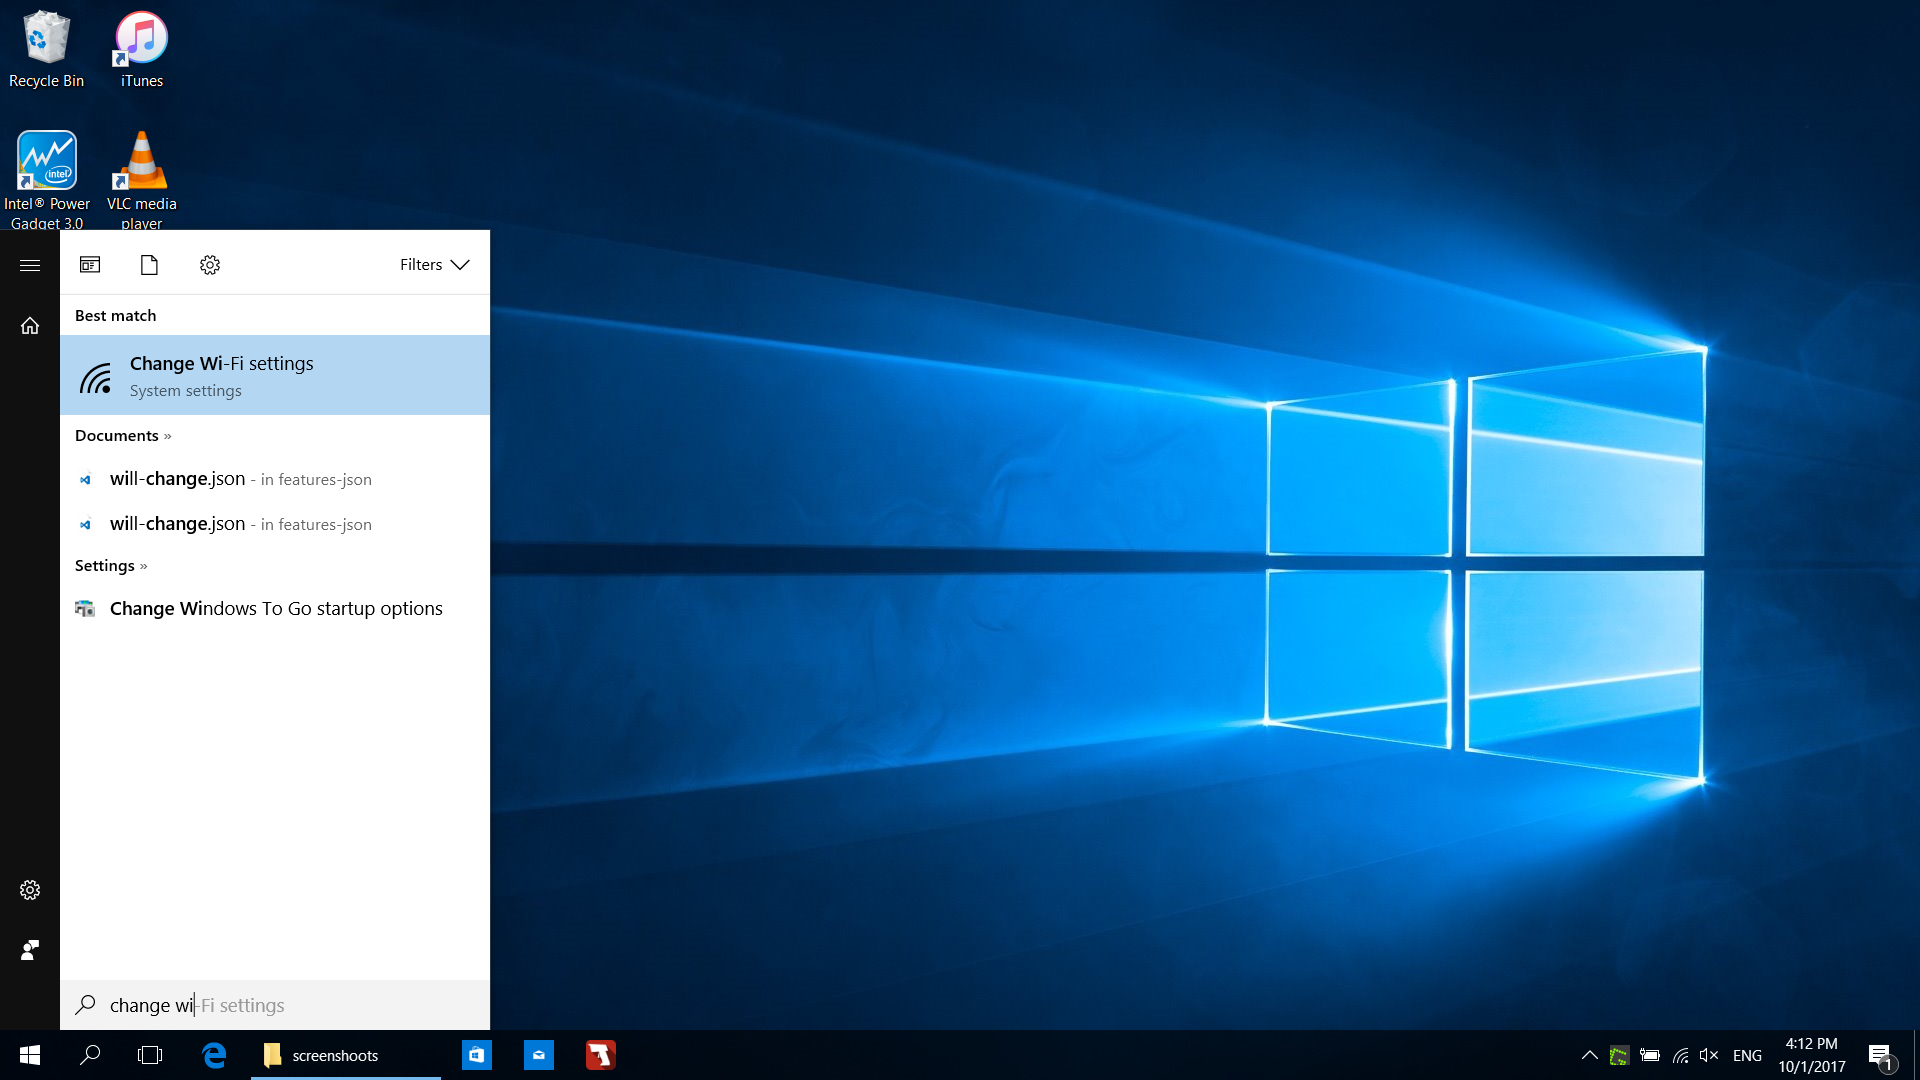 Recycle Bin
iTunes
intel
Intel® Power
Gadget 3.0
VLC media
player
Filters
Best match
Change Wi-Fi settings
System settings
Documents »
will-change.json - in features-json
will-change.json - in features-json
Settings »
Change Windows To Go startup options
change wi-Fi settings
screenshoots
ENG
4:12 PM
10/1/2017
1